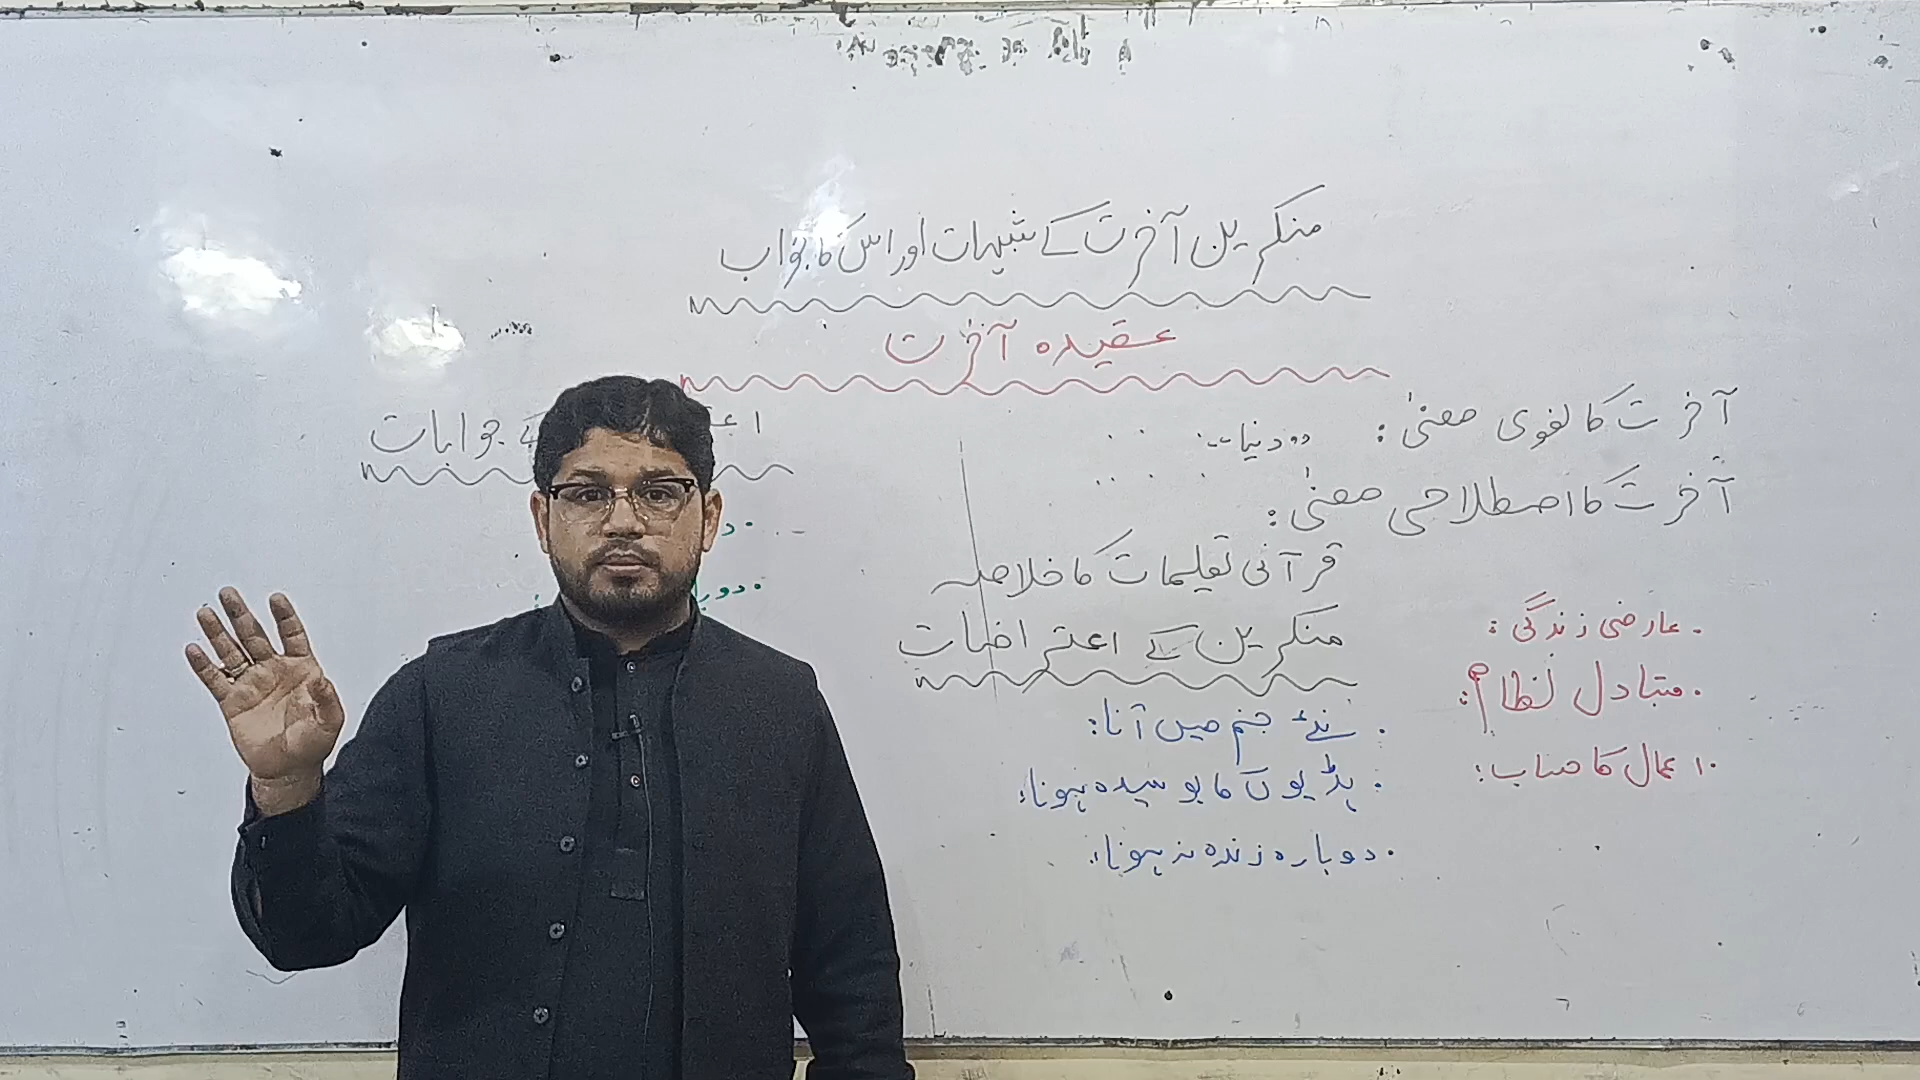 منکرین آخرت کے شبہات اور اس کا جواب
عقیدہ آخرت
آخرت کا لغوی معنیٰ:
آخرت کا اصطلاحی معنیٰ:
قرآنی تعلیمات کا خلاصہ
. عارضی زندگی:
. متبادل نظام:
. اعمال کا حساب:
منکرین کے اعتراضات
. نئے جنم میں آنا:
. ہڈیوں کا بوسیدہ ہونا:
. دوبارہ زندہ نہ ہونا:
کے جوابات